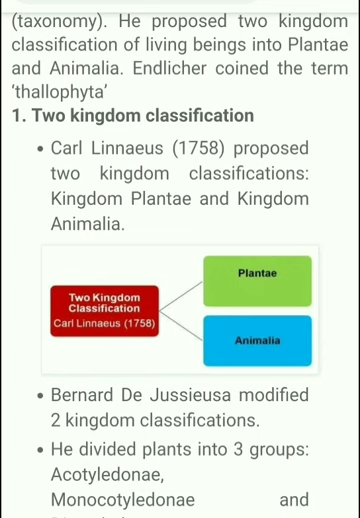 (taxonomy). He proposed two kingdom
classification of living beings into Plantae
and Animalia. Endlicher coined the term
‘thallophyta’
1. Two kingdom classification
• Carl Linnaeus (1758) proposed
two kingdom classifications:
Kingdom Plantae and Kingdom
Animalia.
Plantae
Two Kingdom
Classification
Carl Linnaeus (1758)
Animalia
• Bernard De Jussieusa modified
2 kingdom classifications.
• He divided plants into 3 groups:
Acotyledonae,
Monocotyledonae and